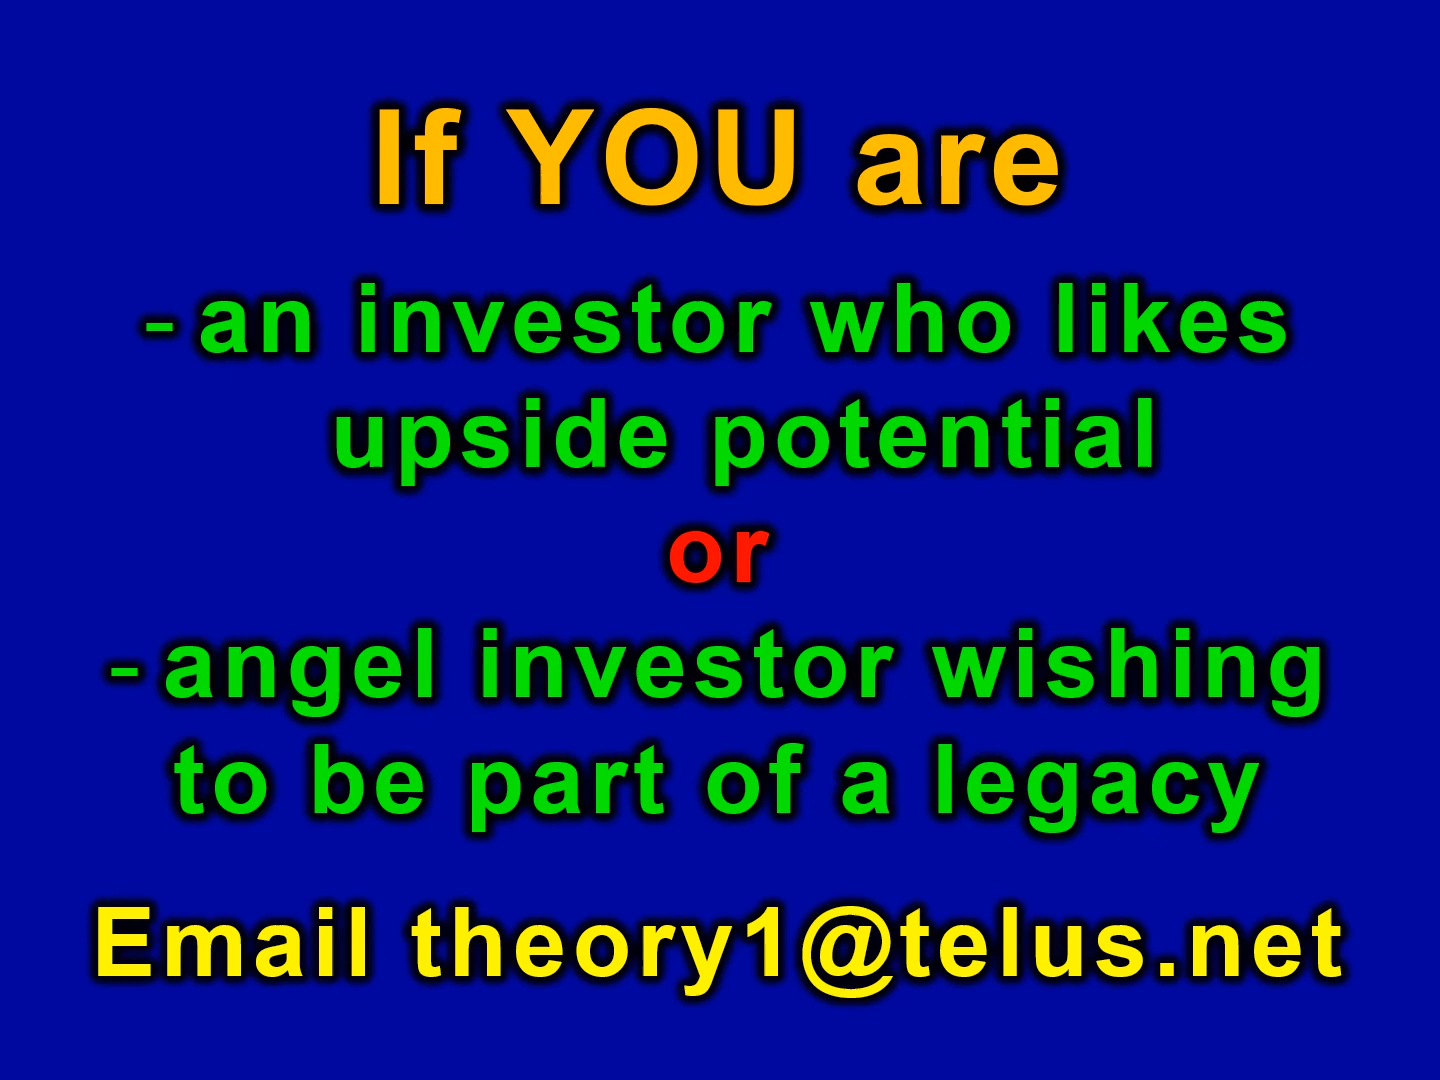 If YOU are
- an investor who likes
upside potential
or
- angel investor wishing
to be part of a legacy
Email theory1@telus.net